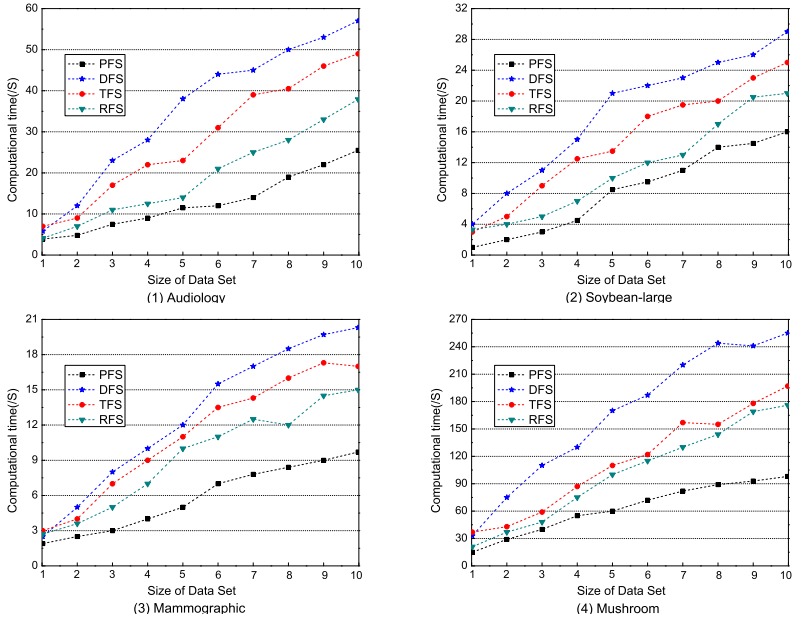 60
50
40
30
20
10
0
Computational time(/S)
PFS
DFS
TFS
RFS
1 2 3 4 5 6 7 8 9 10
Size of Data Set
(1) Audiology
32
28
24
20
16
12
8
4
0
Computational time(/S)
PFS
DFS
TFS
RFS
1 2 3 4 5 6 7 8 9 10
Size of Data Set
(2) Soybean-large
21
18
15
12
9
6
3
0
Computational time(/S)
PFS
DFS
TFS
RFS
1 2 3 4 5 6 7 8 9 10
Size of Data Set
(3) Mammographic
270
240
210
180
150
120
90
60
30
0
Computational time(/S)
PFS
DFS
TFS
RFS
1 2 3 4 5 6 7 8 9 10
Size of Data Set
(4) Mushroom